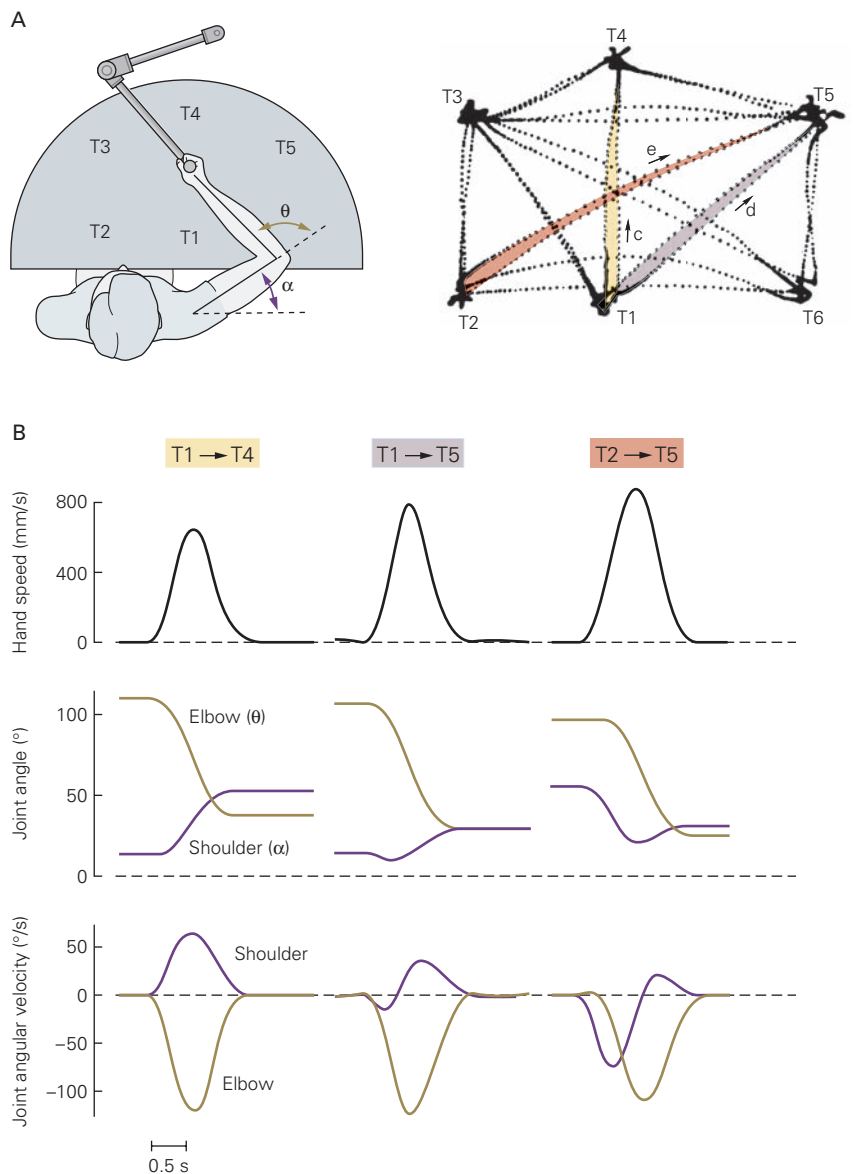 A
T4
T3
T5
T2
T1
θ
α
T4
T3
T5
e
d
c
T2
T1
T6
B
T1 → T4
T1 → T5
T2 → T5
Hand speed (mm/s)
800
400
0
Joint angle (°)
100
50
0
Elbow (θ)
Shoulder (α)
Joint angular velocity (°/s)
50
0
−50
−100
Shoulder
Elbow
0.5 s